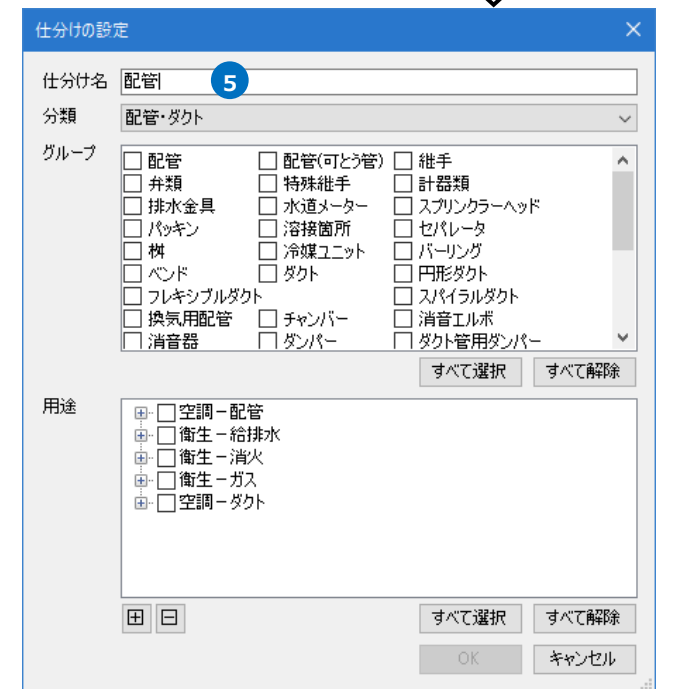 仕分けの設定
仕分け名 配管 5
分類 配管・ダクト
グループ
配管 配管(可とう管) 継手
弁類 特殊継手 計器類
排水金具 水道メーター スプリンクラーヘッド
パッキン 溶接箇所 セパレータ
桝 冷媒ユニット バーリング
ベンド ダクト 円形ダクト
フレキシブルダクト スパイラルダクト
換気用配管 チャンバー 消音エルボ
消音器 ダンパー ダクト管用ダンパー
すべて選択 すべて解除
用途
空調－配管
衛生－給排水
衛生－消火
衛生－ガス
空調－ダクト
すべて選択 すべて解除
OK キャンセル